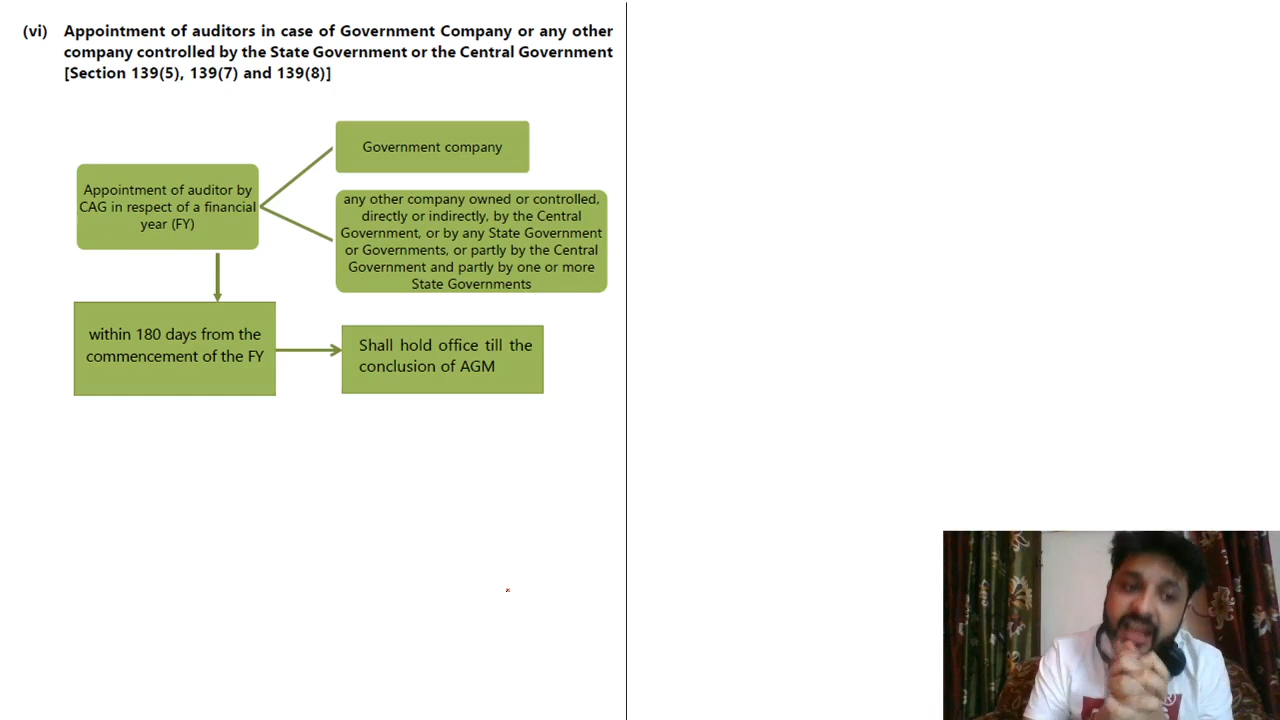 (vi) Appointment of auditors in case of Government Company or any other
company controlled by the State Government or the Central Government
[Section 139(5), 139(7) and 139(8)]
Government company
Appointment of auditor by
CAG in respect of a financial
year (FY)
any other company owned or controlled,
directly or indirectly, by the Central
Government, or by any State Government
or Governments, or partly by the Central
Government and partly by one or more
State Governments
within 180 days from the
commencement of the FY
Shall hold office till the
conclusion of AGM